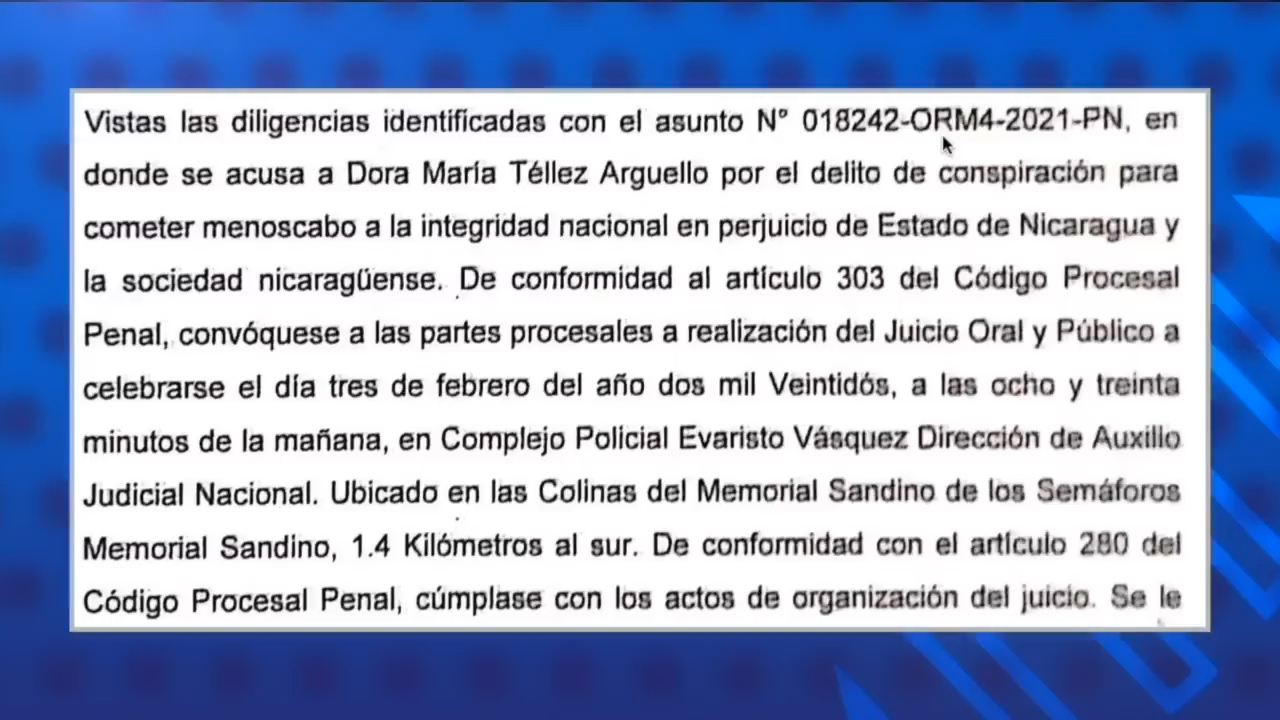 Vistas las diligencias identificadas con el asunto N° 018242-ORM4-2021-PN, en
donde se acusa a Dora María Téllez Arguello por el delito de conspiración para
cometer menoscabo a la integridad nacional en perjuicio de Estado de Nicaragua y
la sociedad nicaragüense. De conformidad al artículo 303 del Código Procesal
Penal, convóquese a las partes procesales a realización del Juicio Oral y Público a
celebrarse el día tres de febrero del año dos mil Veintidós, a las ocho y treinta
minutos de la mañana, en Complejo Policial Evaristo Vásquez Dirección de Auxilio
Judicial Nacional. Ubicado en las Colinas del Memorial Sandino de los Semáforos
Memorial Sandino, 1.4 Kilómetros al sur. De conformidad con el artículo 280 del
Código Procesal Penal, cúmplase con los actos de organización del juicio. Se le